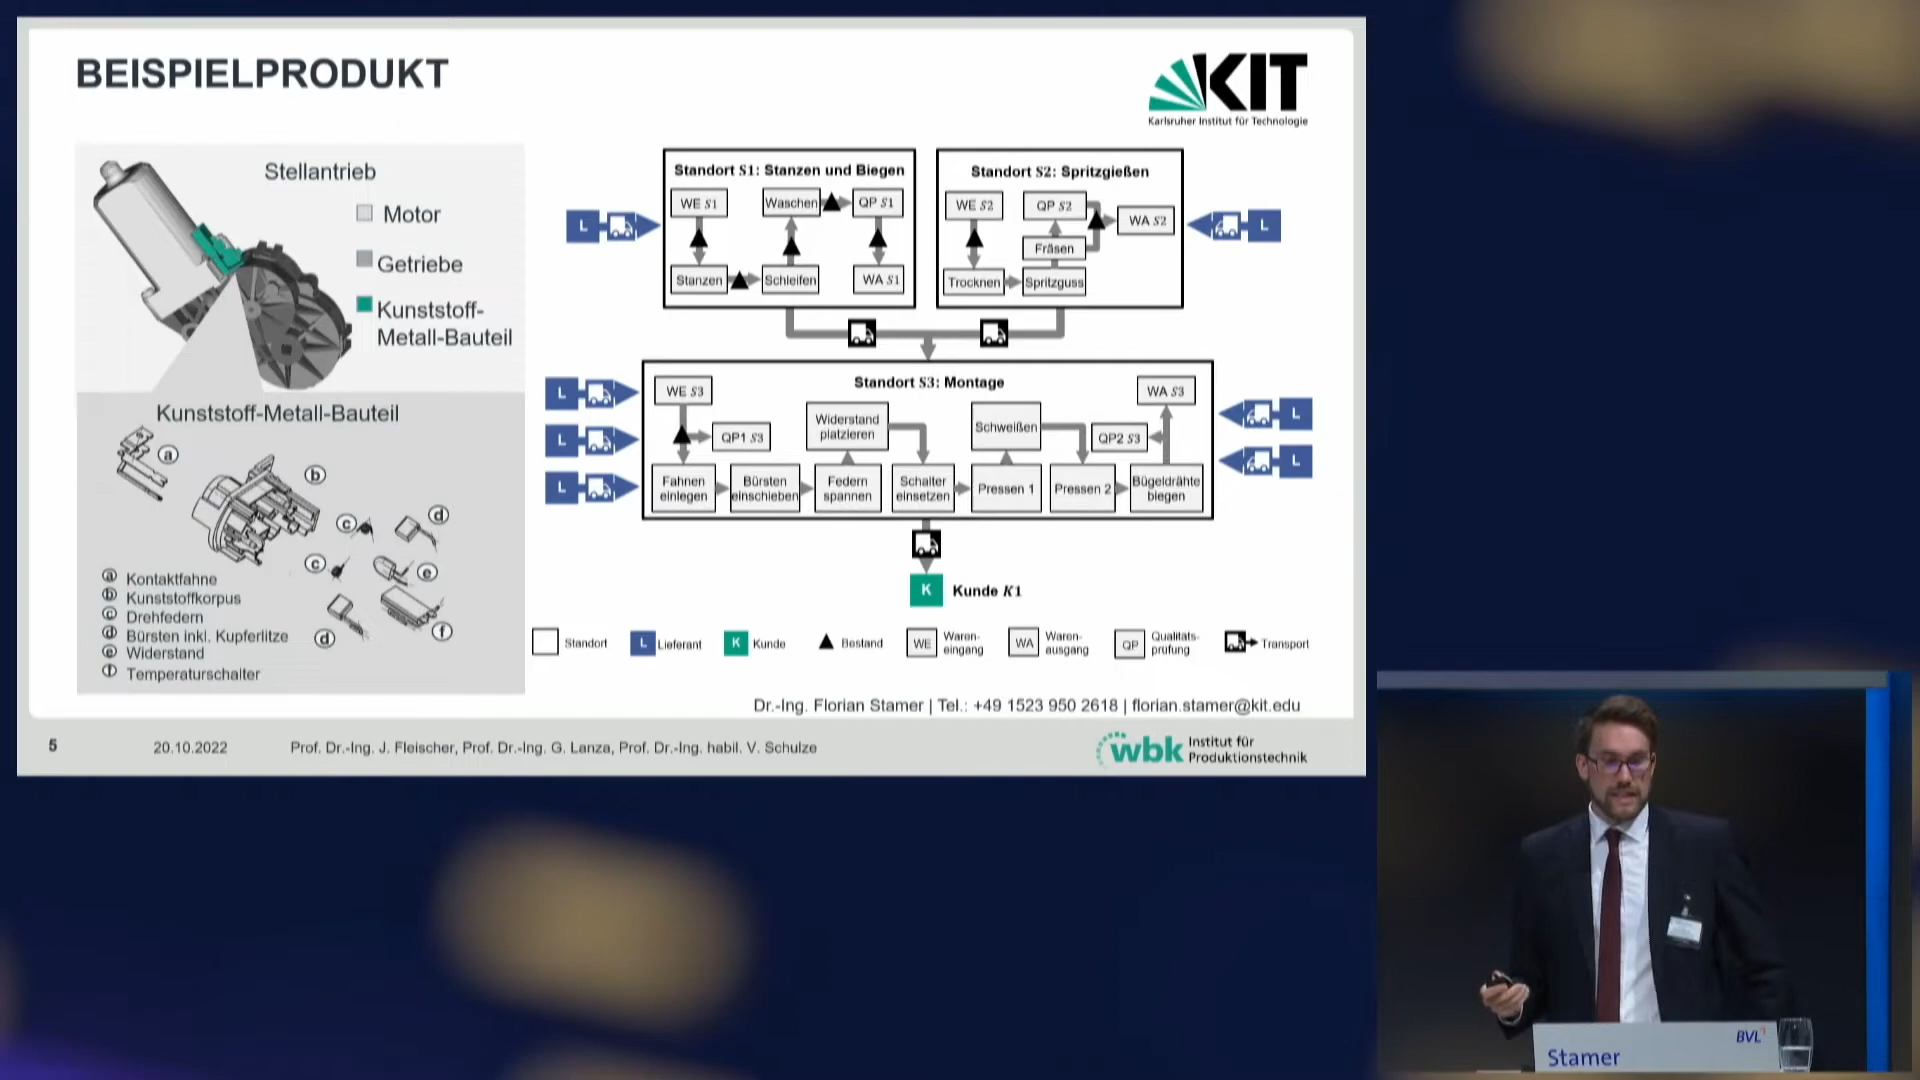 BEISPIELPRODUKT
KIT
Karlsruher Institut für Technologie
Stellantrieb
Motor
Getriebe
Kunststoff-
Metall-Bauteil
Kunststoff-Metall-Bauteil
a
b
c
d
c
e
d
f
a Kontaktfahne
b Kunststoffkorpus
c Drehfedern
d Bürsten inkl. Kupferlitze
e Widerstand
f Temperaturschalter
Standort S1: Stanzen und Biegen
WE S1
Waschen
QP S1
Stanzen
Schleifen
WA S1
L
Standort S2: Spritzgießen
WE S2
QP S2
WA S2
Fräsen
Trocknen
Spritzguss
L
Standort S3: Montage
WE S3
WA S3
QP1 S3
Widerstand
platzieren
Schweißen
QP2 S3
Fahnen
einlegen
Bürsten
einschieben
Federn
spannen
Schalter
einsetzen
Pressen 1
Pressen 2
Bügeldrähte
biegen
L
L
L
L
L
K
Kunde K1
Standort
L Lieferant
K Kunde
Bestand
WE Waren-
eingang
WA Waren-
ausgang
QP Qualitäts-
prüfung
Transport
Dr.-Ing. Florian Stamer | Tel.: +49 1523 950 2618 | florian.stamer@kit.edu
5
20.10.2022
Prof. Dr.-Ing. J. Fleischer, Prof. Dr.-Ing. G. Lanza, Prof. Dr.-Ing. habil. V. Schulze
wbk Institut für
Produktionstechnik
BVL
Stamer